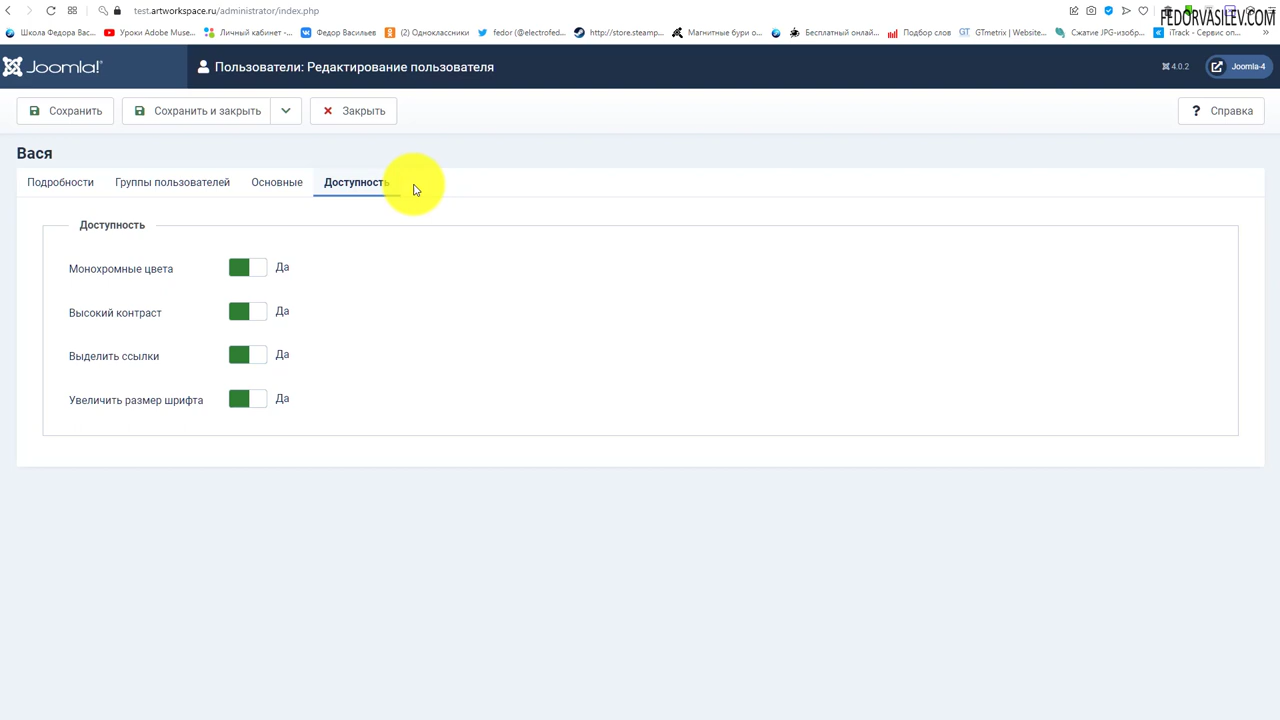 test.artworkspace.ru/administrator/index.php
FEDORVASILEV.COM
Школа Федора Вас...
Уроки Adobe Muse...
Личный кабинет -...
Федор Васильев
(2) Одноклассники
fedor (@electrofed...
http://store.steamp...
Магнитные бури о...
Бесплатный онлай...
Подбор слов
GTmetrix | Website...
Сжатие JPG-изобр...
iTrack - Сервис оп...
Joomla!
Пользователи: Редактирование пользователя
4.0.2
Joomla-4
Сохранить
Сохранить и закрыть
Закрыть
? Справка
Вася
Подробности
Группы пользователей
Основные
Доступность
Доступность
Монохромные цвета
Да
Высокий контраст
Да
Выделить ссылки
Да
Увеличить размер шрифта
Да